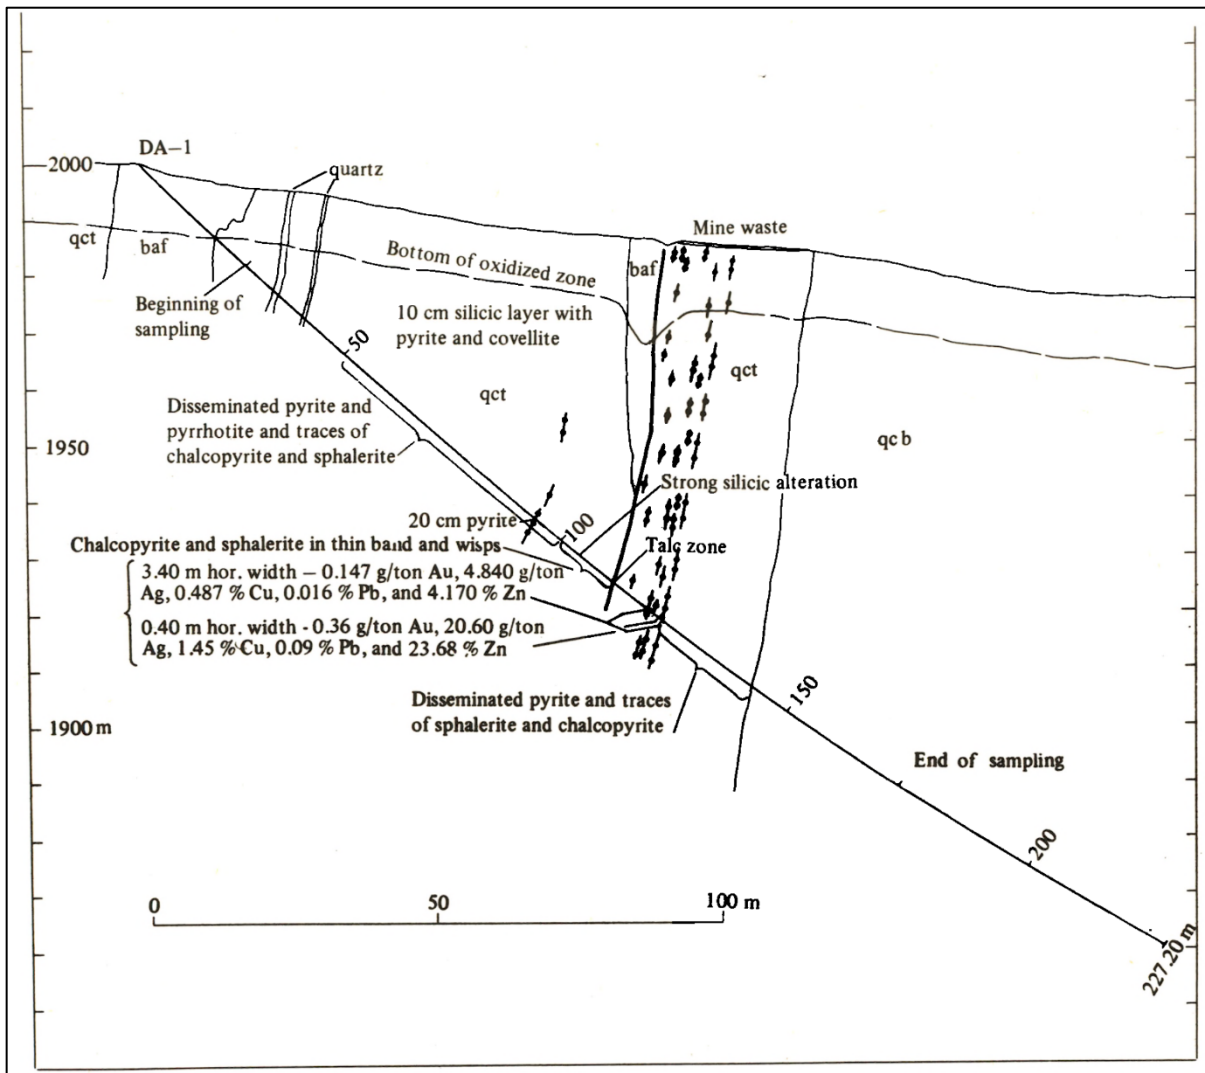 DA–1
2000
quartz
Mine waste
qct
baf
Bottom of oxidized zone
baf
Beginning of
sampling
10 cm silicic layer with
pyrite and covellite
50
qct
qct
Disseminated pyrite and
pyrrhotite and traces of
chalcopyrite and sphalerite
1950
qcb
Strong silicic alteration
20 cm pyrite
100
Chalcopyrite and sphalerite in thin band and wisps
Talc zone
3.40 m hor. width – 0.147 g/ton Au, 4.840 g/ton
Ag, 0.487 % Cu, 0.016 % Pb, and 4.170 % Zn
0.40 m hor. width - 0.36 g/ton Au, 20.60 g/ton
Ag, 1.45 % Cu, 0.09 % Pb, and 23.68 % Zn
Disseminated pyrite and traces
of sphalerite and chalcopyrite
150
1900 m
End of sampling
200
0
50
100 m
227.20 m